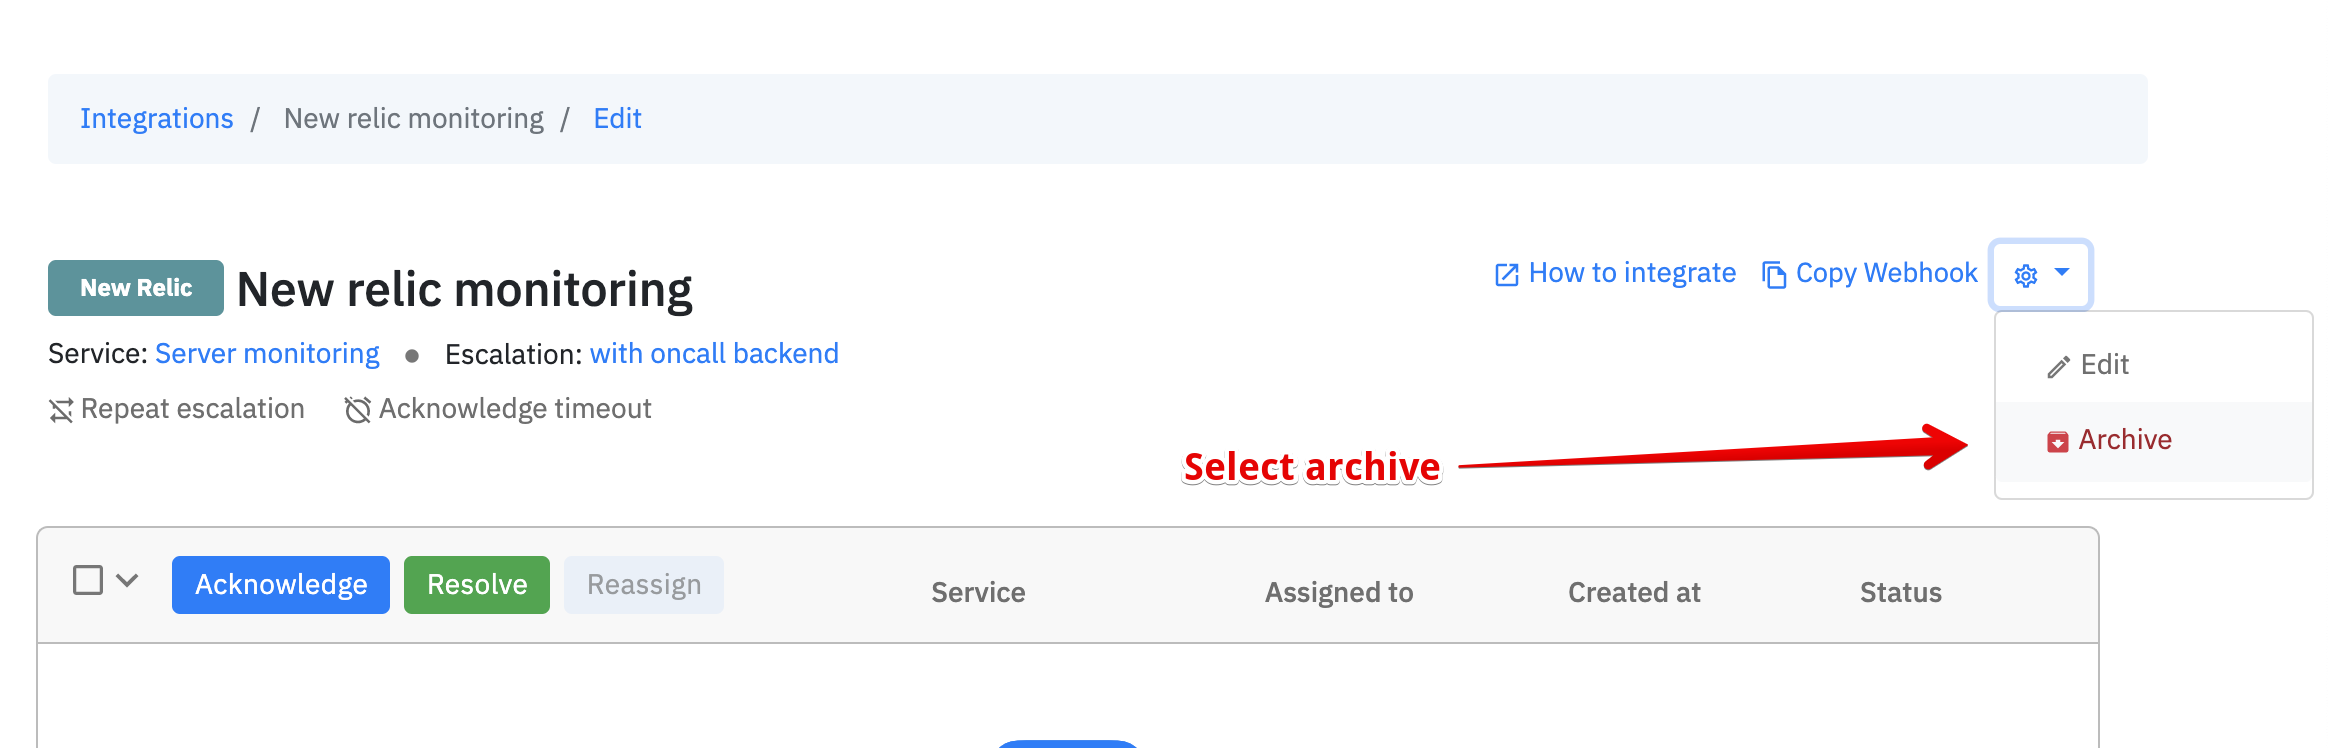 Integrations / New relic monitoring / Edit
New Relic New relic monitoring
How to integrate Copy Webhook
Service: Server monitoring ● Escalation: with oncall backend
Edit
Repeat escalation Acknowledge timeout
Archive
Select archive
Acknowledge Resolve Reassign Service Assigned to Created at Status